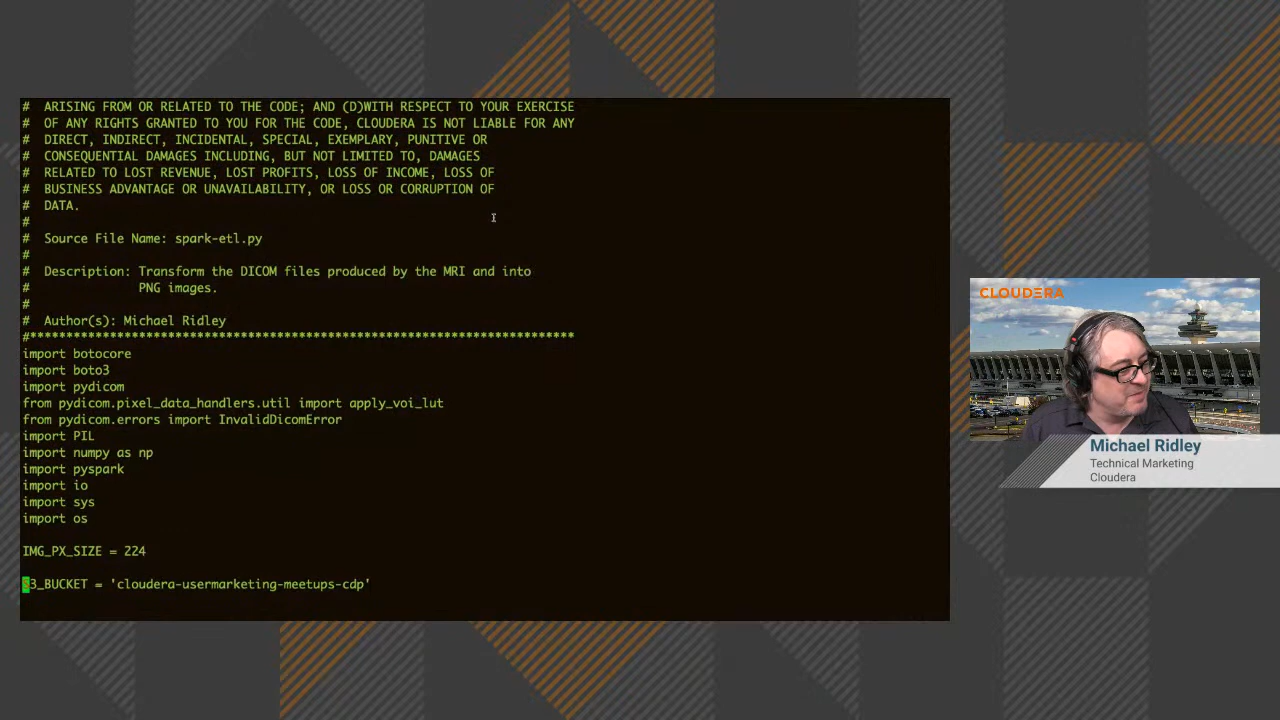 # ARISING FROM OR RELATED TO THE CODE; AND (D)WITH RESPECT TO YOUR EXERCISE
# OF ANY RIGHTS GRANTED TO YOU FOR THE CODE, CLOUDERA IS NOT LIABLE FOR ANY
# DIRECT, INDIRECT, INCIDENTAL, SPECIAL, EXEMPLARY, PUNITIVE OR
# CONSEQUENTIAL DAMAGES INCLUDING, BUT NOT LIMITED TO, DAMAGES
# RELATED TO LOST REVENUE, LOST PROFITS, LOSS OF INCOME, LOSS OF
# BUSINESS ADVANTAGE OR UNAVAILABILITY, OR LOSS OR CORRUPTION OF
# DATA.
#
# Source File Name: spark-etl.py
#
# Description: Transform the DICOM files produced by the MRI and into
# PNG images.
#
# Author(s): Michael Ridley
#***************************************************************************
import botocore
import boto3
import pydicom
from pydicom.pixel_data_handlers.util import apply_voi_lut
from pydicom.errors import InvalidDicomError
import PIL
import numpy as np
import pyspark
import io
import sys
import os
IMG_PX_SIZE = 224
S3_BUCKET = 'cloudera-usermarketing-meetups-cdp'
CLOUDERA
Michael Ridley
Technical Marketing
Cloudera